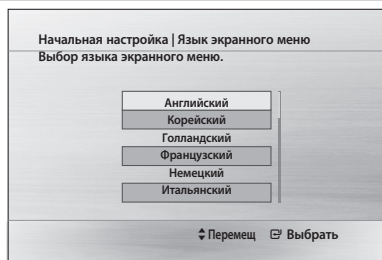 Начальная настройка | Язык экранного меню
Выбор языка экранного меню.
Английский
Корейский
Голландский
Французский
Немецкий
Итальянский
Перемещ Выбрать